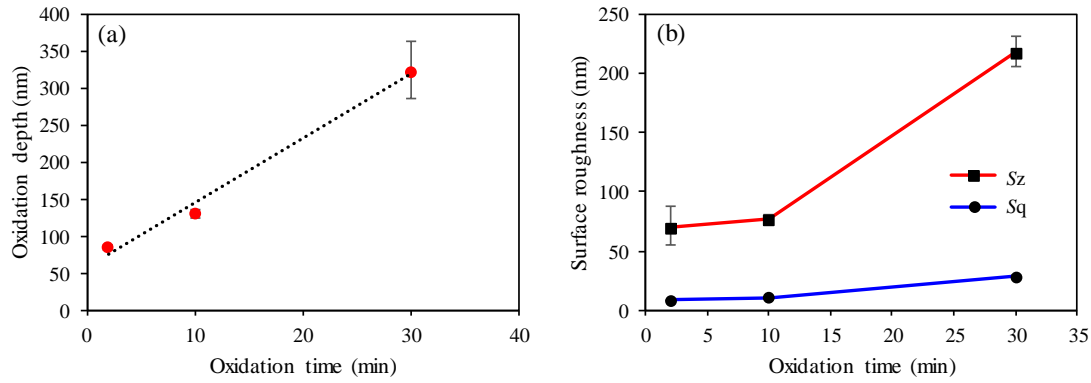 (a)
Oxidation depth (nm)
400
350
300
250
200
150
100
50
0
0 10 20 30 40
Oxidation time (min)
(b)
Surface roughness (nm)
250
200
150
100
50
0
0 5 10 15 20 25 30 35
Oxidation time (min)
Sz
Sq